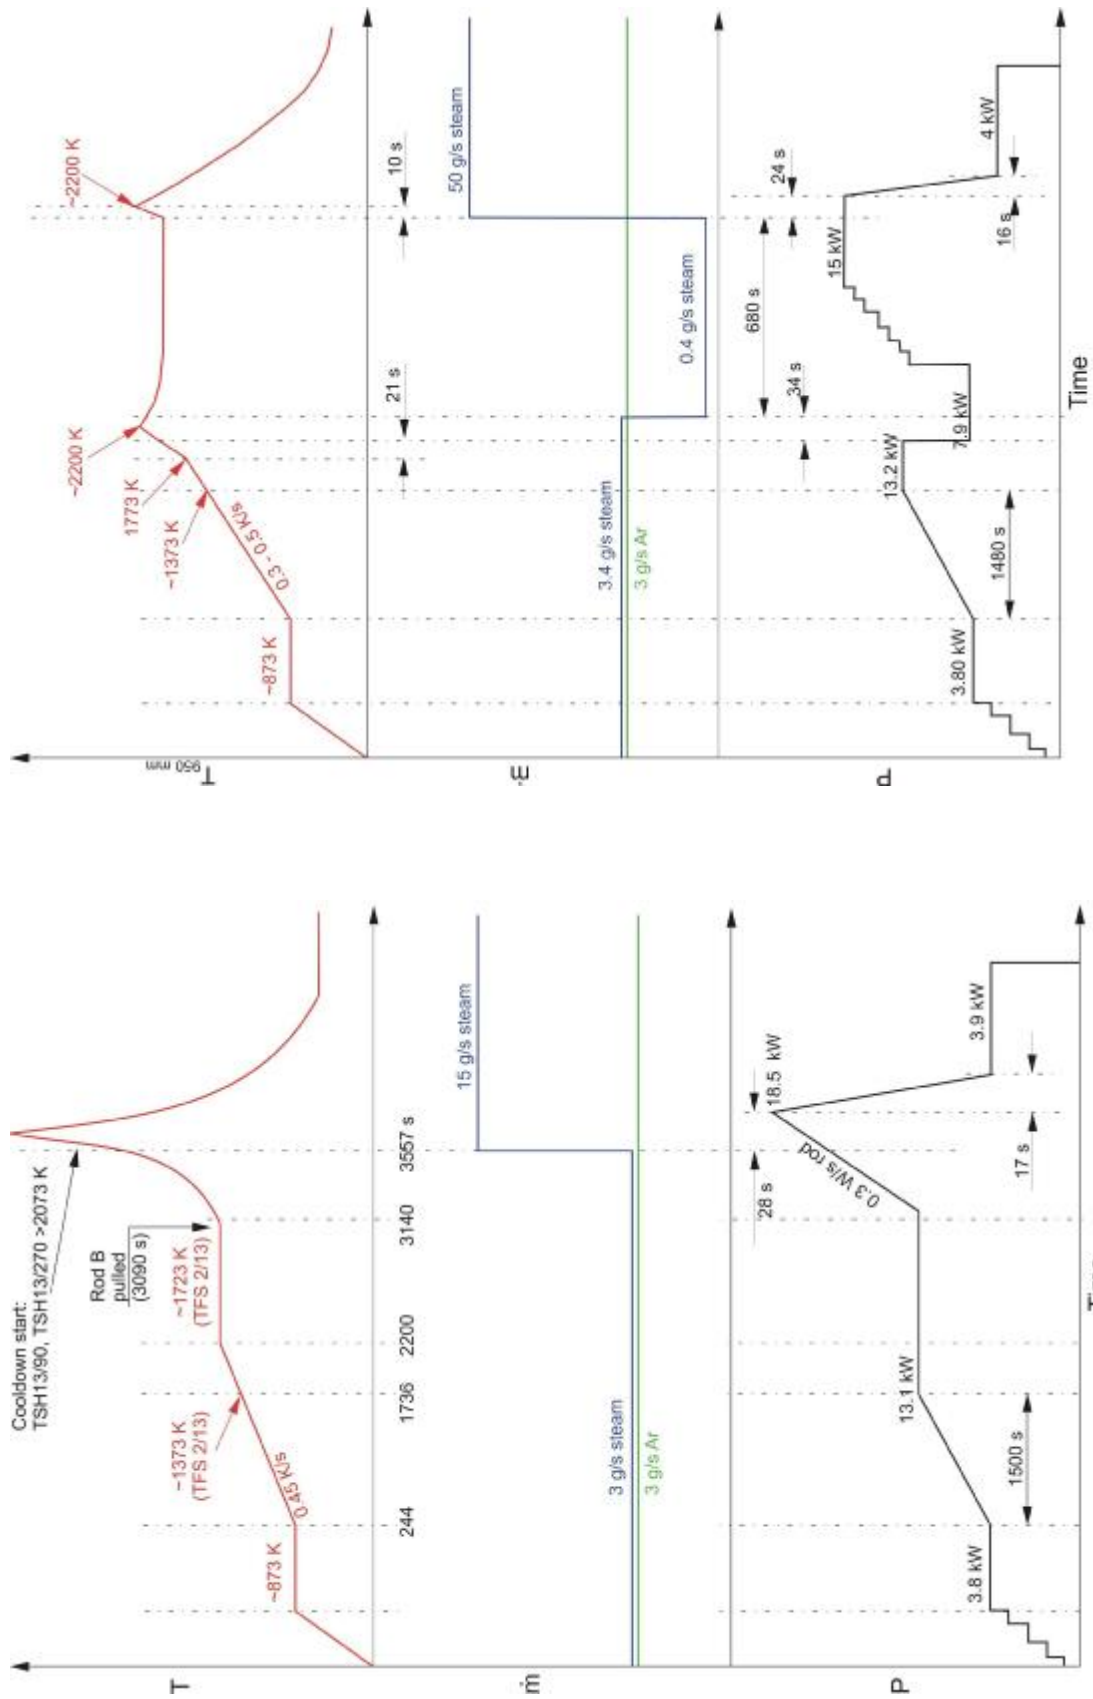 ~2200 K
~2200 K
1773 K
~1373 K
0.3 - 0.5 K/s
~873 K
950 mm
T
21 s
10 s
50 g/s steam
3.4 g/s steam
3 g/s Ar
0.4 g/s steam
ṁ
680 s
34 s
24 s
15 kW
16 s
4 kW
13.2 kW
7.9 kW
1480 s
3.80 kW
P
Time
Cooldown start:
TSH13/90, TSH13/270 >2073 K
Rod B
pulled
(3090 s)
~1723 K
(TFS 2/13)
~1373 K
(TFS 2/13)
0.45 K/s
~873 K
T
244
1736
2200
3140
3557 s
15 g/s steam
3 g/s steam
3 g/s Ar
ṁ
28 s
18.5 kW
0.3 W/s rod
17 s
3.9 kW
13.1 kW
1500 s
3.8 kW
P
Time